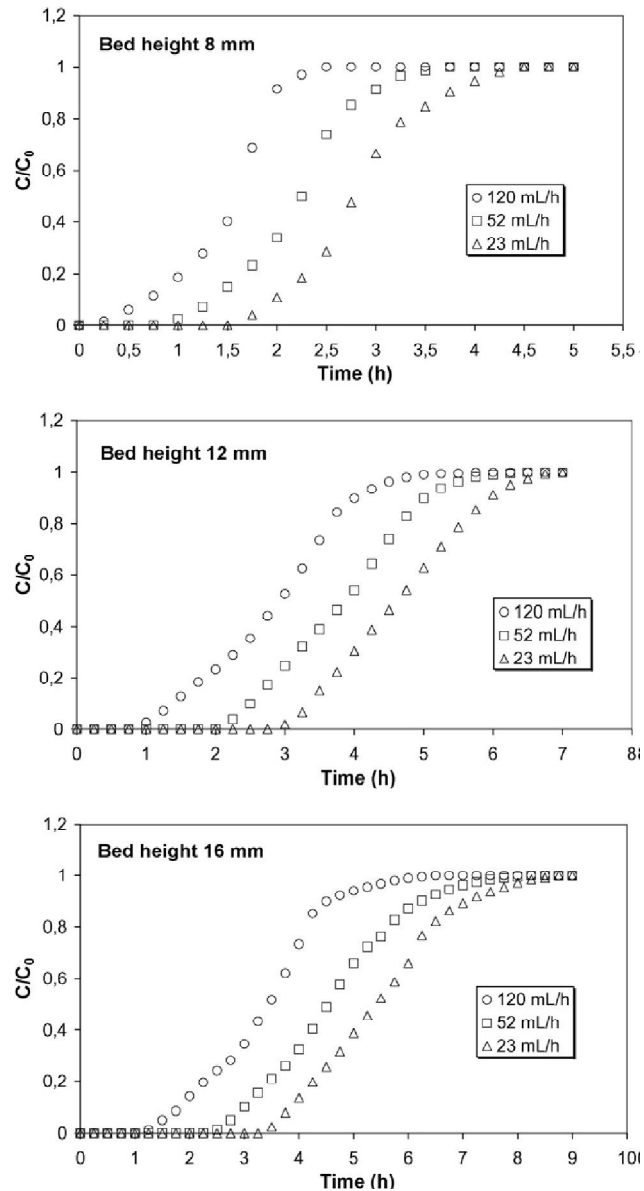 1,2
Bed height 8 mm
1
0,8
C/C0
0,6
120 mL/h
52 mL/h
23 mL/h
0,4
0,2
0
0 0,5 1 1,5 2 2,5 3 3,5 4 4,5 5 5,5
Time (h)
1,2
Bed height 12 mm
1
0,8
C/C0
0,6
120 mL/h
52 mL/h
23 mL/h
0,4
0,2
0
0 1 2 3 4 5 6 7 88
Time (h)
1,2
Bed height 16 mm
1
0,8
C/C0
0,6
120 mL/h
52 mL/h
23 mL/h
0,4
0,2
0
0 1 2 3 4 5 6 7 8 9 100
Time (h)